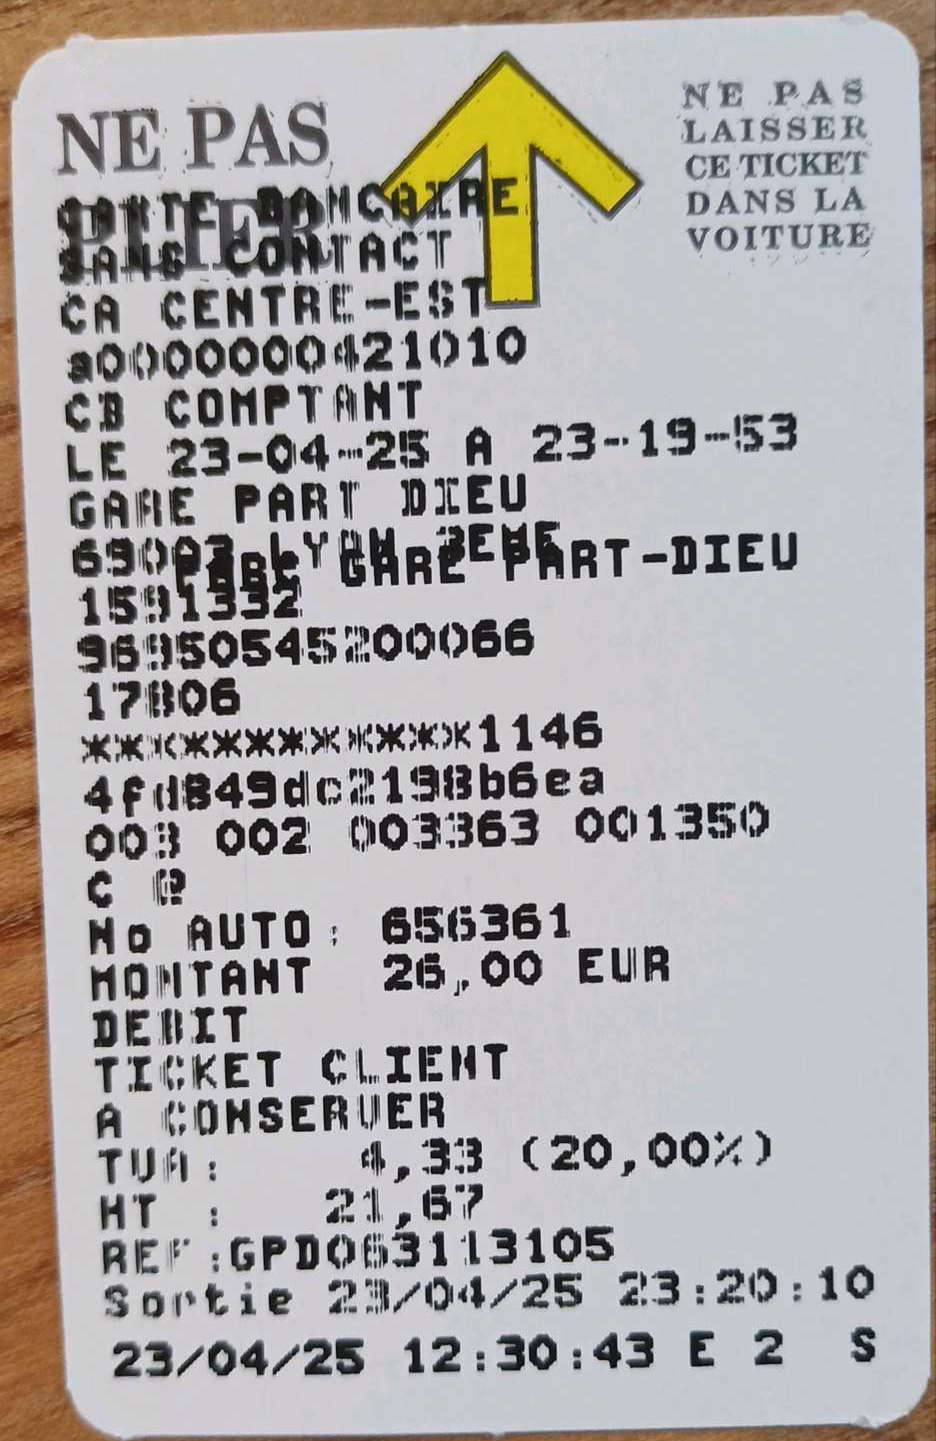 NE PAS
PLIER
NE PAS
LAISSER
CE TICKET
DANS LA
VOITURE
CARTE BANCAIRE
SANS CONTACT
CA CENTRE-EST
a0000000421010
CB COMPTANT
LE 23-04-25 A 23-19-53
GARE PART DIEU
69003 LYON 3EME
GARE PART-DIEU
1591332
96950545200066
17806
************1146
4fd849dc2198b6ea
003 002 003363 001350
C @
No AUTO: 656361
MONTANT 26,00 EUR
DEBIT
TICKET CLIENT
A CONSERVER
TVA: 4,33 (20,00%)
HT : 21,67
REF:GPD063113105
Sortie 23/04/25 23:20:10
23/04/25 12:30:43 E 2 S